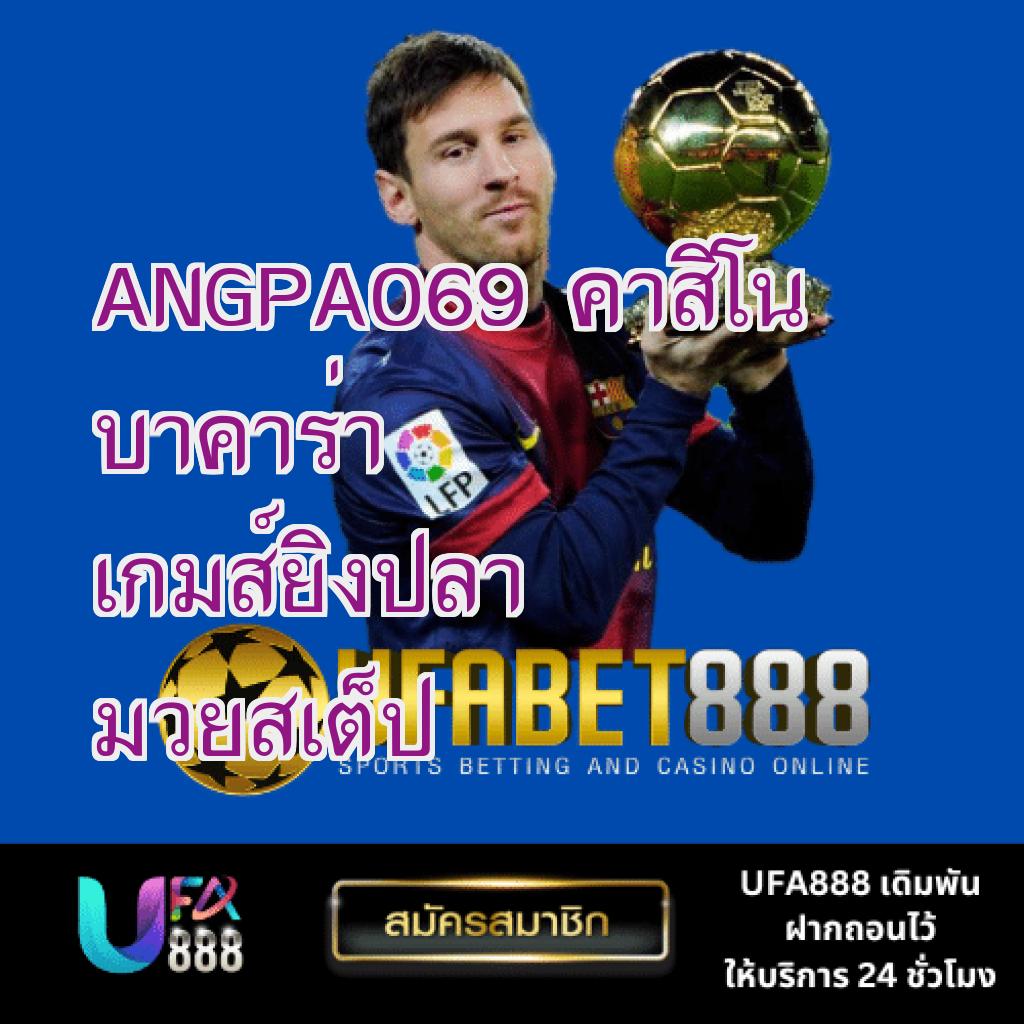 ANGPAO69 คาสิโน
บาคาร่า
LFP
เกมส์ยิงปลา
มวยสเต็ป
UFABET888
SPORTS BETTING AND CASINO ONLINE
UFA
888
สมัครสมาชิก
UFA888 เดิมพัน
ฝากถอนไว้
ให้บริการ 24 ชั่วโมง